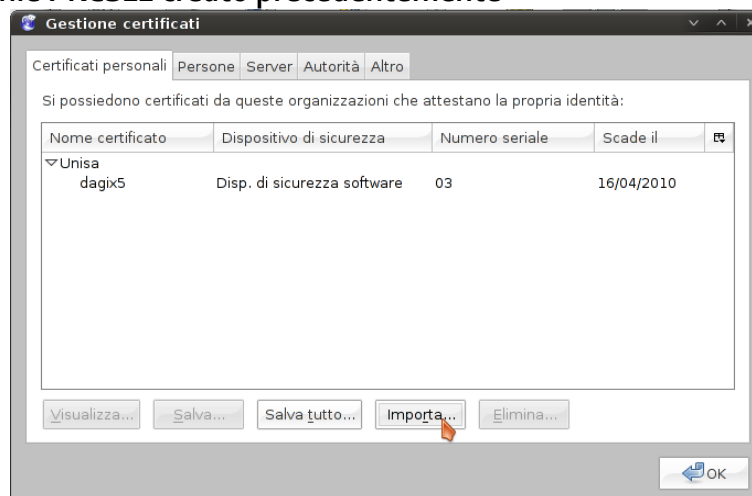 creato precedentemente
Gestione certificati
Certificati personali Persone Server Autorità Altro
Si possiedono certificati da queste organizzazioni che attestano la propria identità:
Nome certificato Dispositivo di sicurezza Numero seriale Scade il
Unisa
dagix5 Disp. di sicurezza software 03 16/04/2010
Visualizza... Salva... Salva tutto... Importa... Elimina...
OK